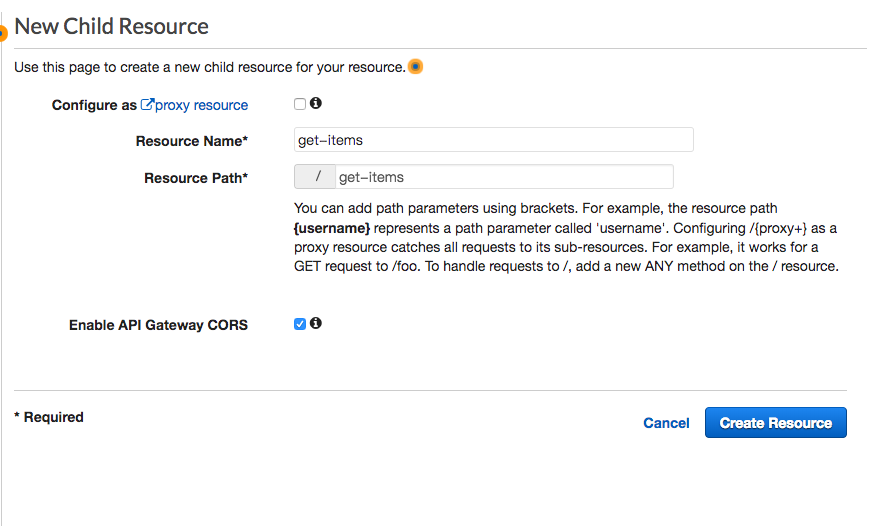 New Child Resource
Use this page to create a new child resource for your resource.
Configure as proxy resource
Resource Name*
get-items
Resource Path*
/ get-items
You can add path parameters using brackets. For example, the resource path
{username} represents a path parameter called 'username'. Configuring /{proxy+} as a
proxy resource catches all requests to its sub-resources. For example, it works for a
GET request to /foo. To handle requests to /, add a new ANY method on the / resource.
Enable API Gateway CORS
* Required
Cancel
Create Resource